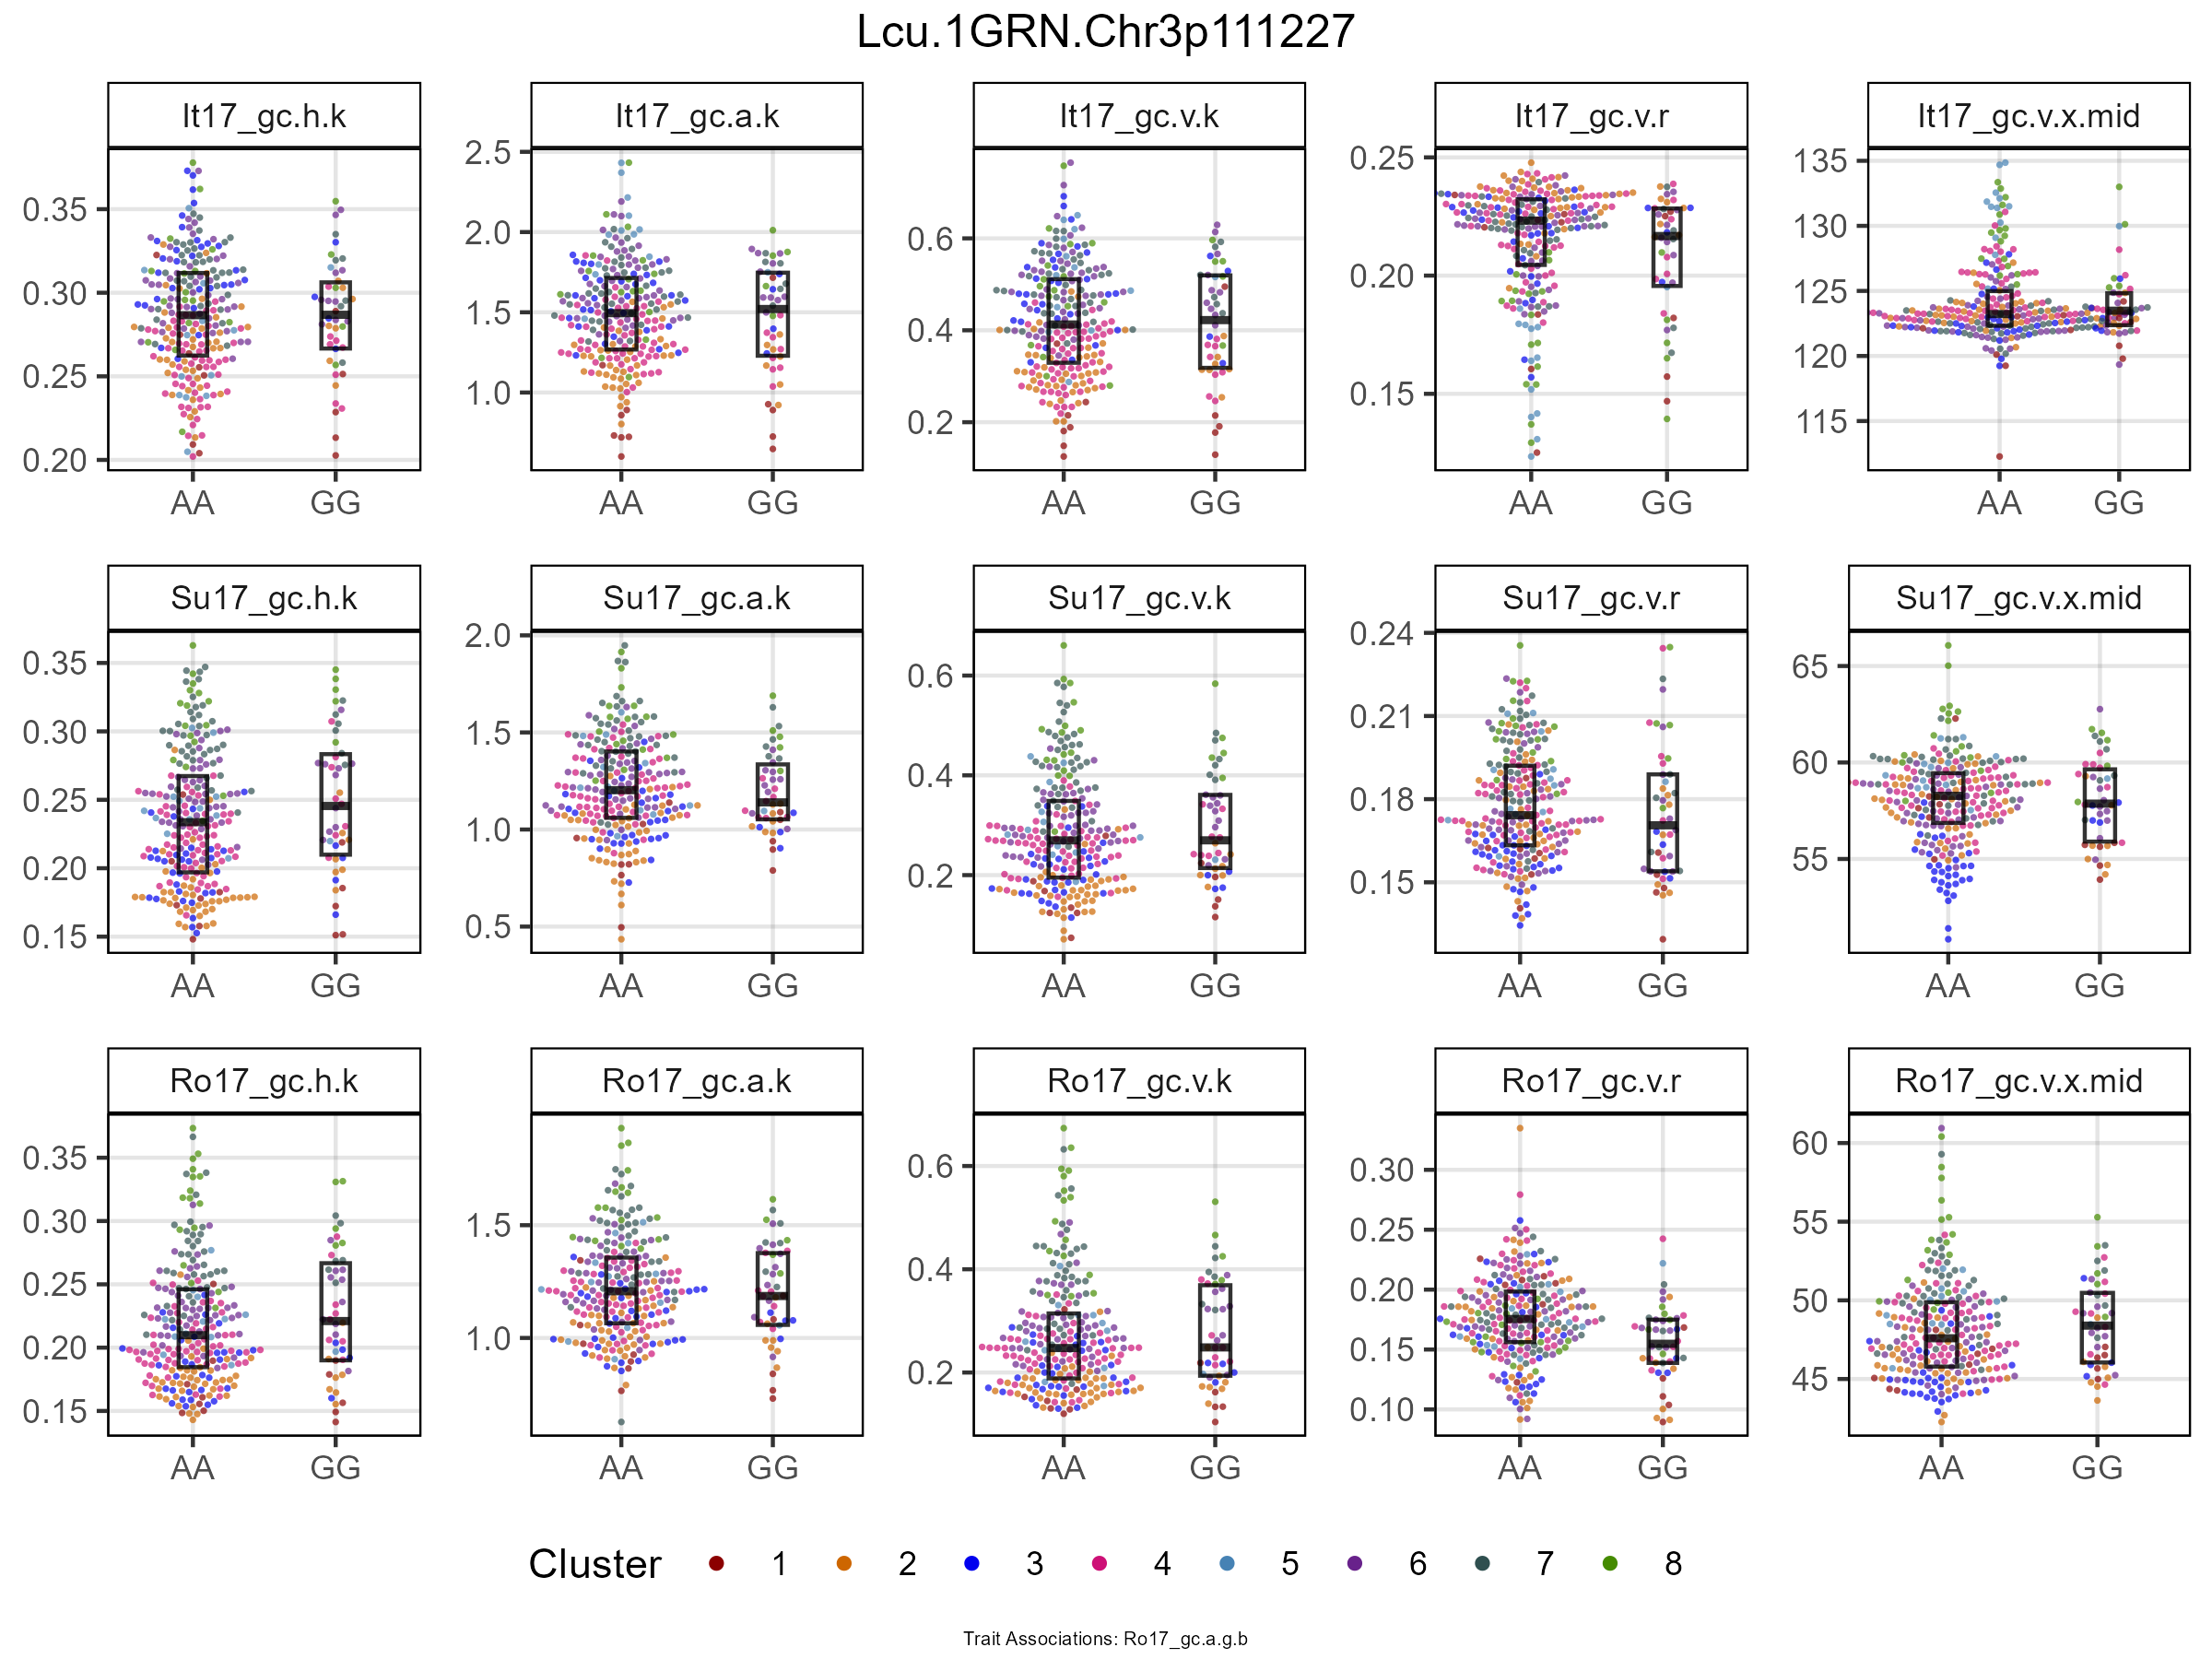 Lcu.1GRN.Chr3p111227
It17_gc.h.k It17_gc.a.k It17_gc.v.k It17_gc.v.r It17_gc.v.x.mid
0.35 0.30 0.25 0.20
2.5 2.0 1.5 1.0
0.6 0.4 0.2
0.25 0.20 0.15
135 130 125 120 115
AA GG AA GG AA GG AA GG AA GG
Su17_gc.h.k Su17_gc.a.k Su17_gc.v.k Su17_gc.v.r Su17_gc.v.x.mid
0.35 0.30 0.25 0.20 0.15
2.0 1.5 1.0 0.5
0.6 0.4 0.2
0.24 0.21 0.18 0.15
65 60 55
AA GG AA GG AA GG AA GG AA GG
Ro17_gc.h.k Ro17_gc.a.k Ro17_gc.v.k Ro17_gc.v.r Ro17_gc.v.x.mid
0.35 0.30 0.25 0.20 0.15
1.5 1.0
0.6 0.4 0.2
0.30 0.25 0.20 0.15 0.10
60 55 50 45
AA GG AA GG AA GG AA GG AA GG
Cluster 1 2 3 4 5 6 7 8
Trait Associations: Ro17_gc.a.g.b